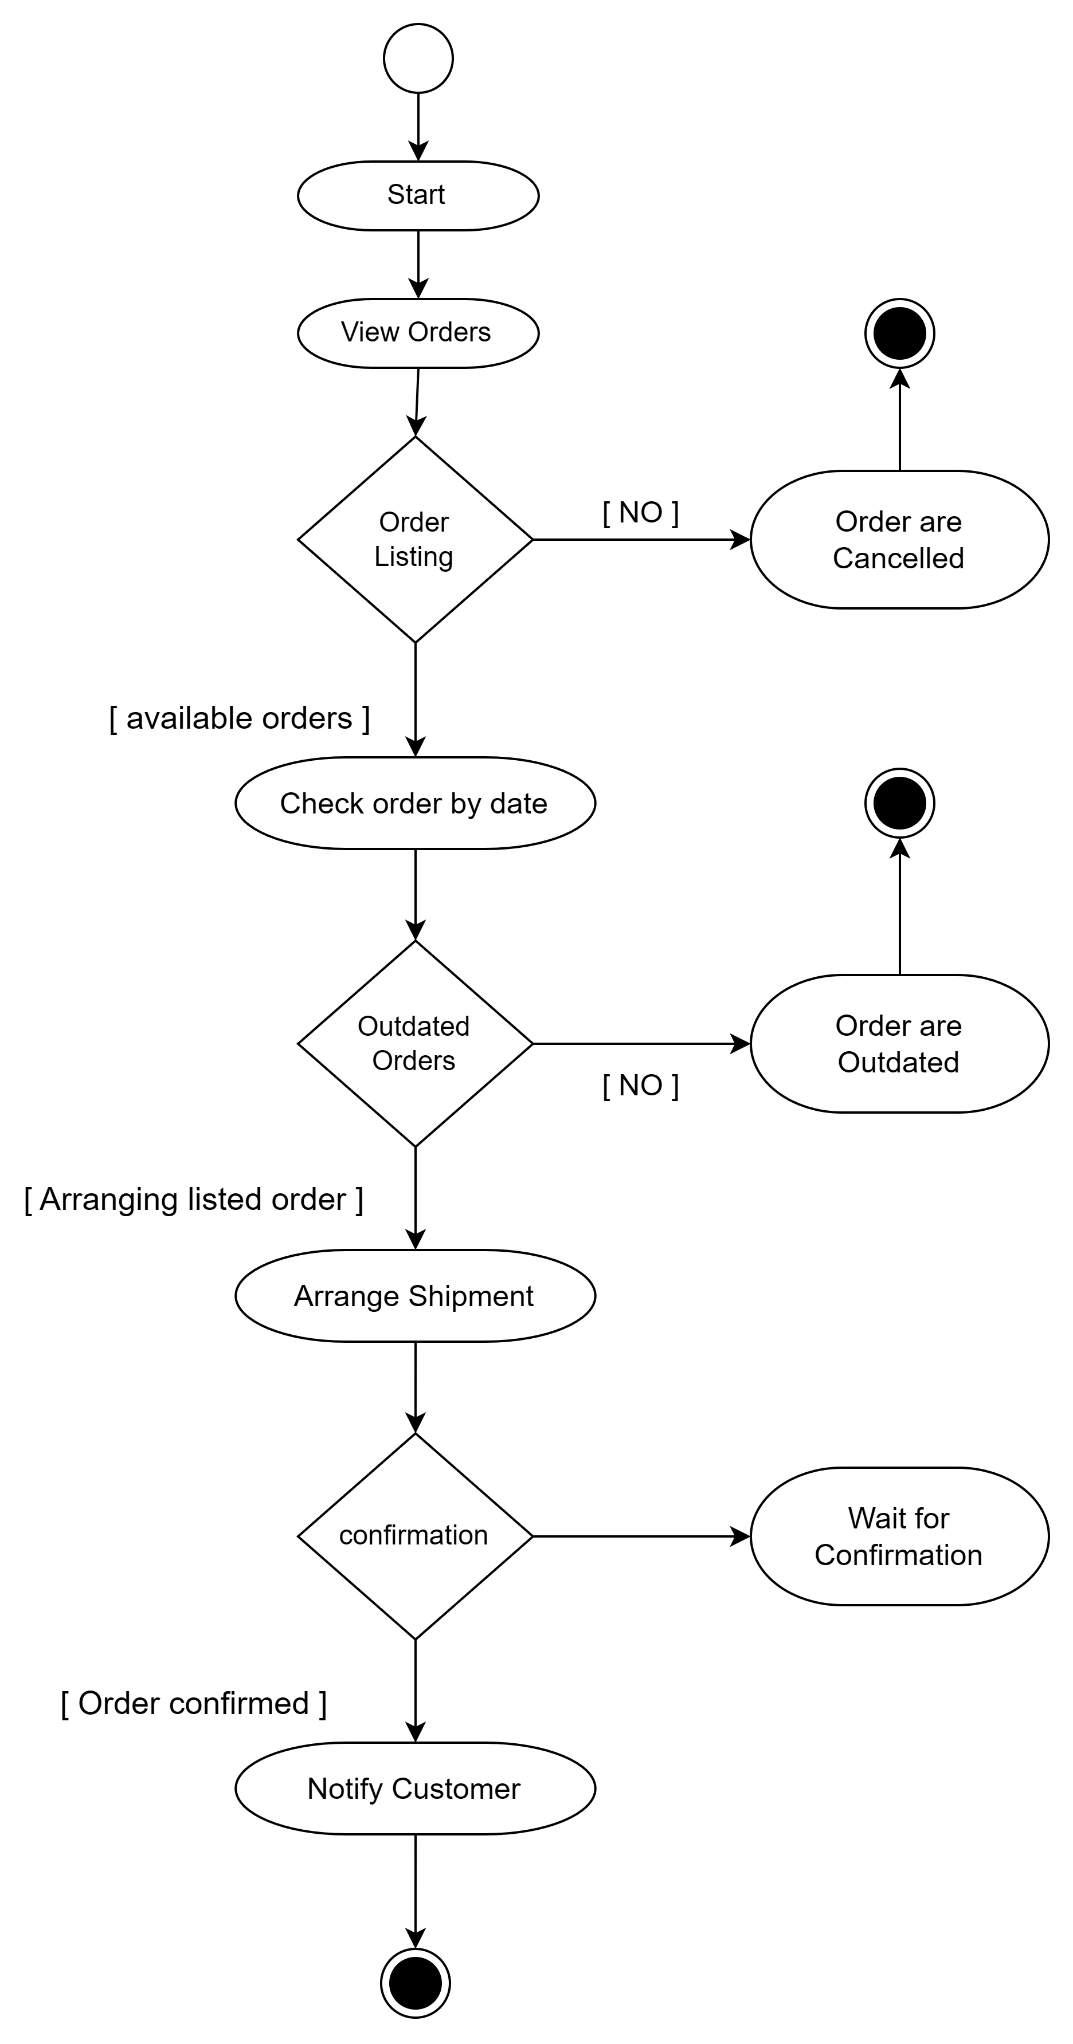 Start
View Orders
Order
Listing
[ NO ]
Order are
Cancelled
[ available orders ]
Check order by date
Outdated
Orders
[ NO ]
Order are
Outdated
[ Arranging listed order ]
Arrange Shipment
confirmation
Wait for
Confirmation
[ Order confirmed ]
Notify Customer